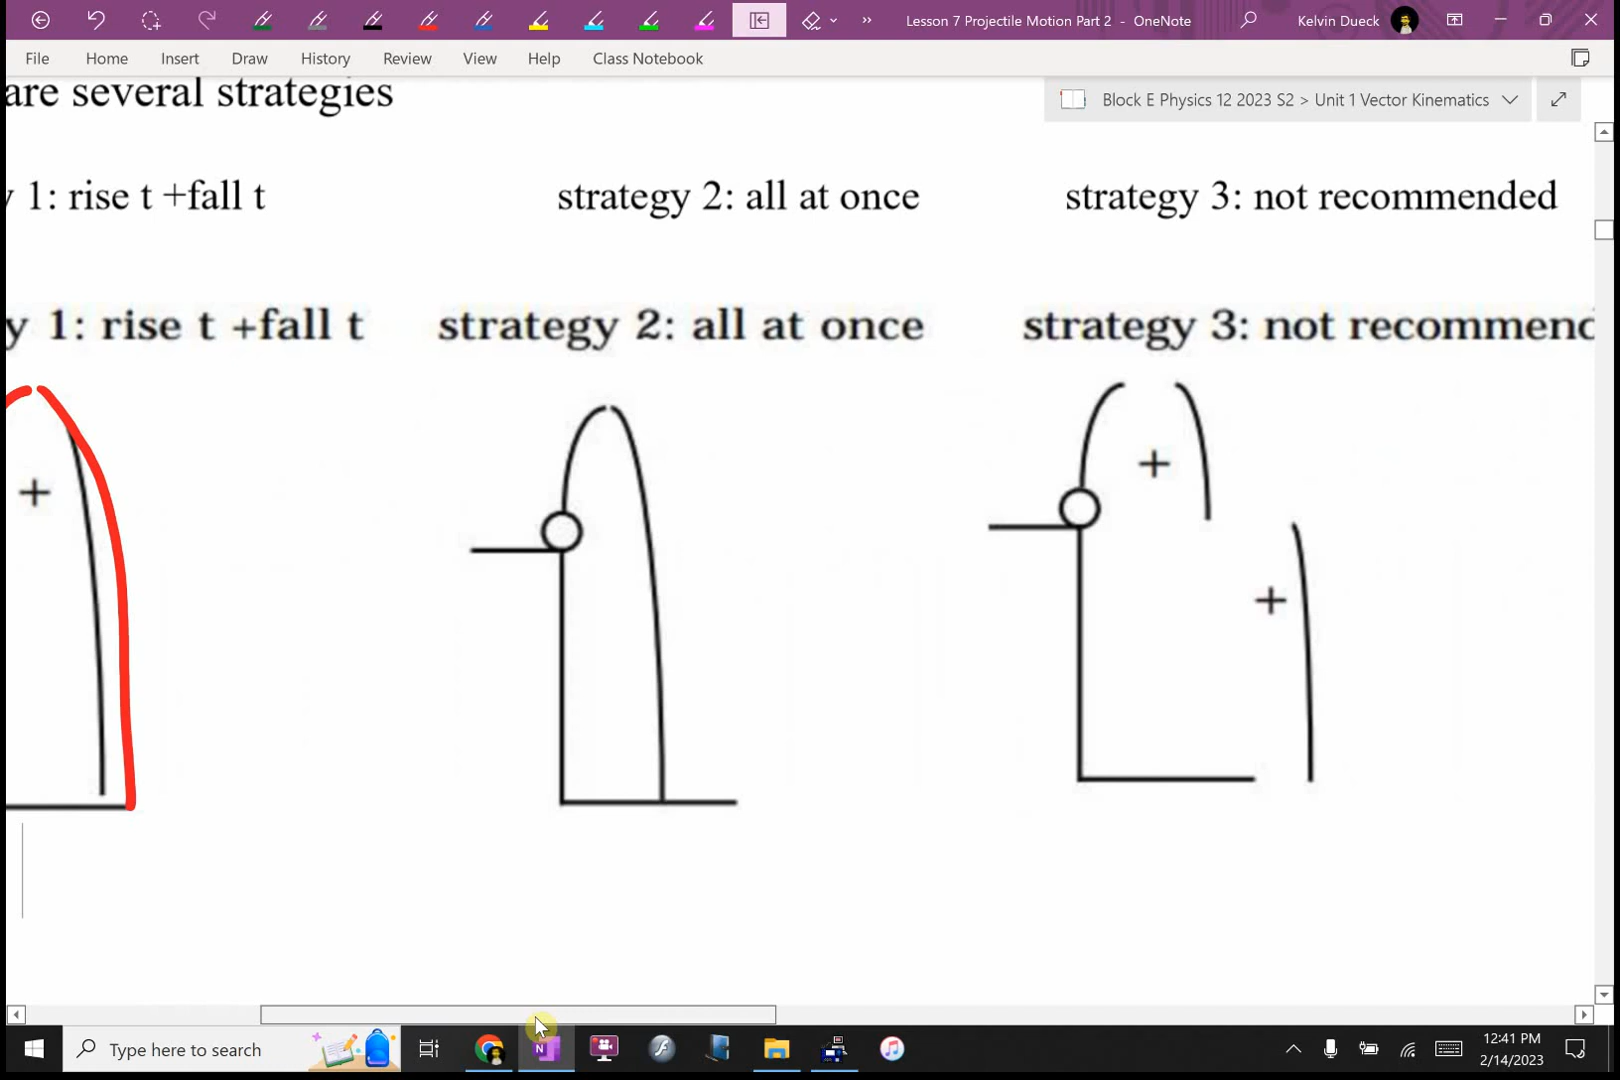 Lesson 7 Projectile Motion Part 2 - OneNote
Kelvin Dueck
File Home Insert Draw History Review View Help Class Notebook
are several strategies
Block E Physics 12 2023 S2 > Unit 1 Vector Kinematics
y 1: rise t +fall t
strategy 2: all at once
strategy 3: not recommended
y 1: rise t +fall t
strategy 2: all at once
strategy 3: not recommend
+
+
+
Type here to search
12:41 PM
2/14/2023